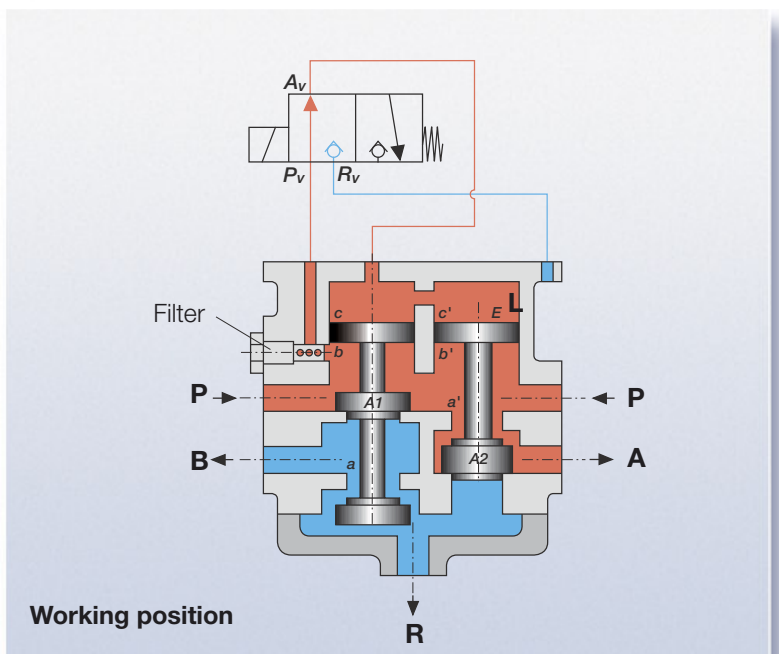 Av
Pv Rv
Filter
c c' E L
b b'
P A1 a' P
B a A2 A
Working position
R